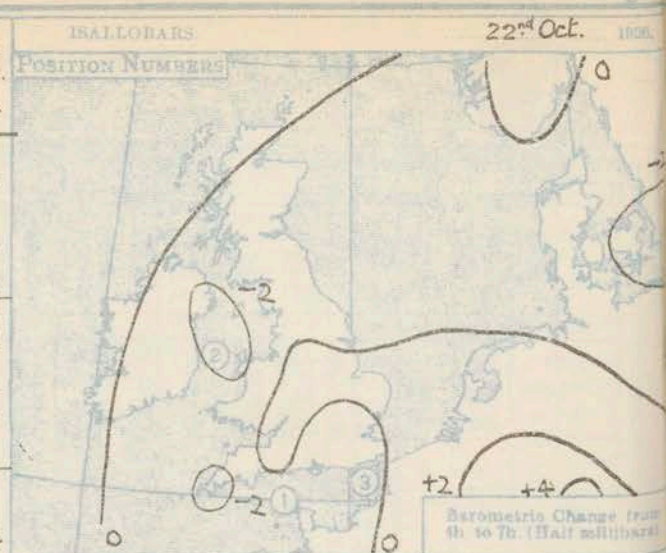 ISALLOBARS.
22nd Oct.
1926.
POSITION NUMBERS
0
-2
2
-2
1
3
+2
+4
0
0
Barometric Change from
4h. to 7h. (Half millibars)